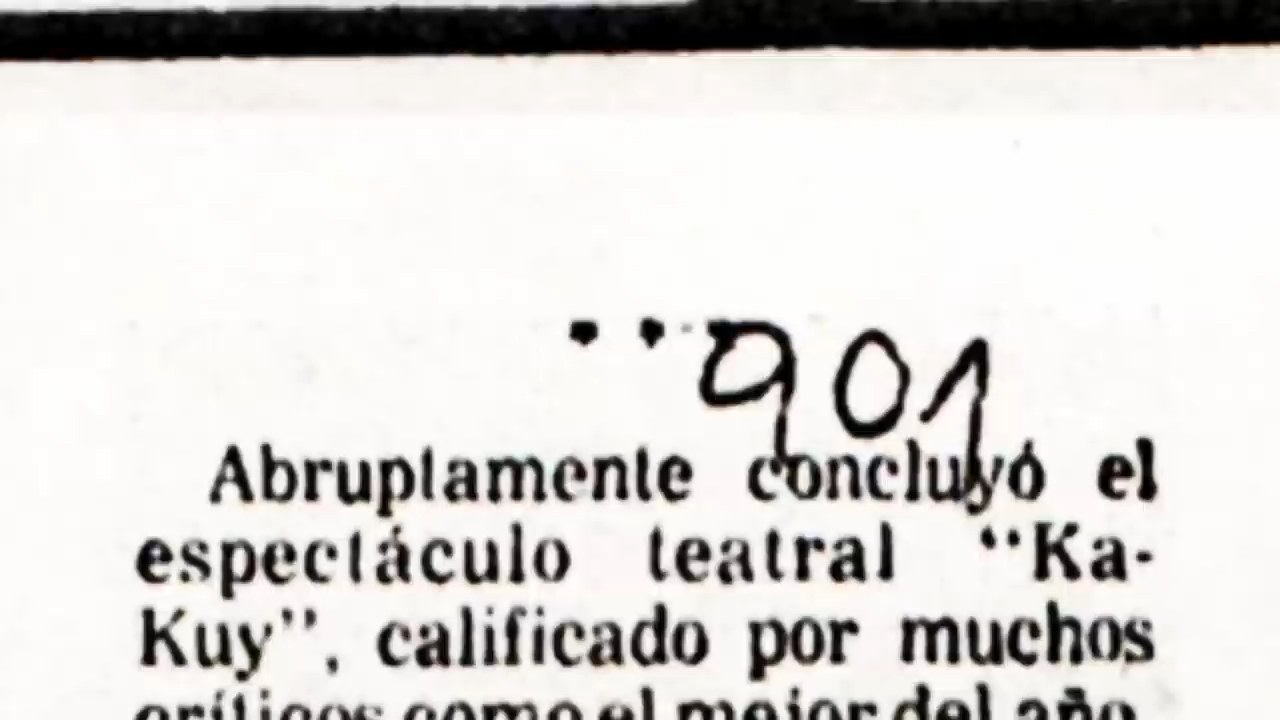 901
Abruptamente concluyó el
espectáculo teatral “Ka-
Kuy”, calificado por muchos
críticos como el mejor del año,